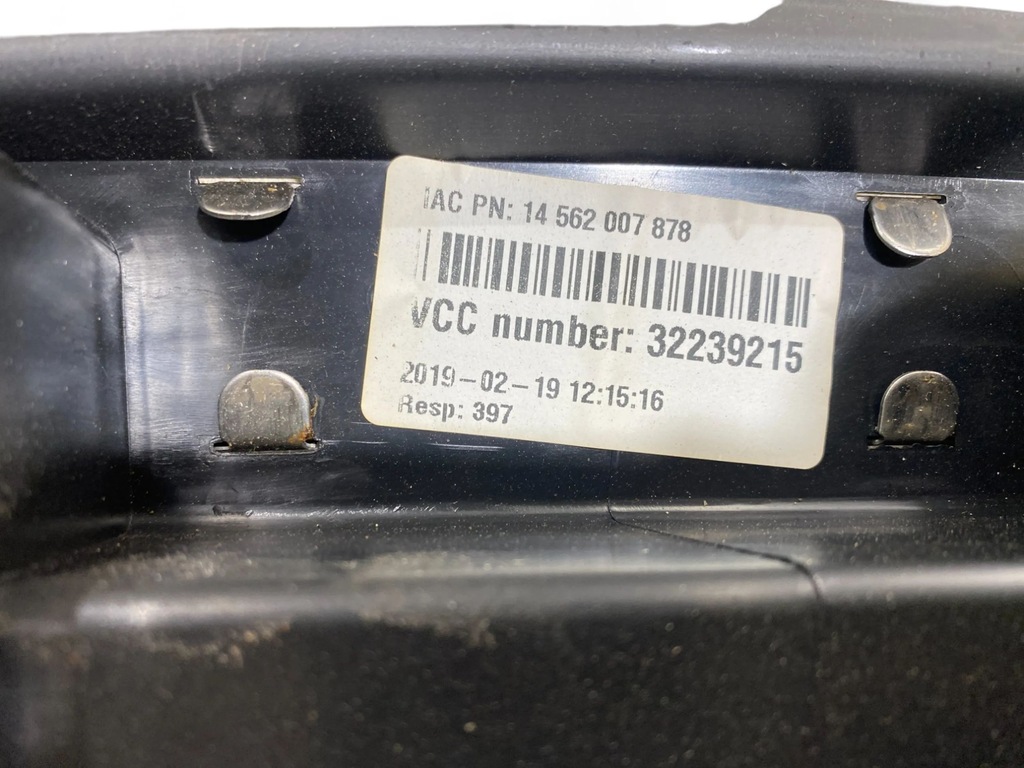 IAC PN: 14 562 007 878
VCC number: 32239215
2019-02-19 12:15:16
Resp: 397